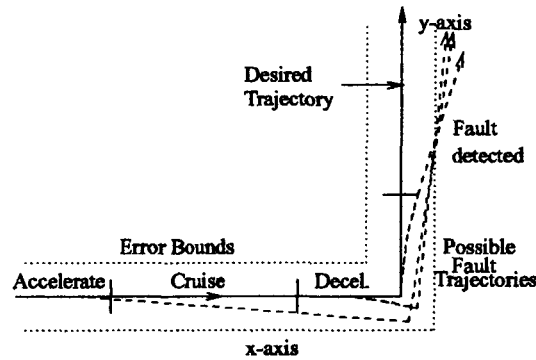 y-axis
Desired
Trajectory
Fault
detected
Error Bounds
Possible
Fault
Trajectories
Accelerate
Cruise
Decel.
x-axis